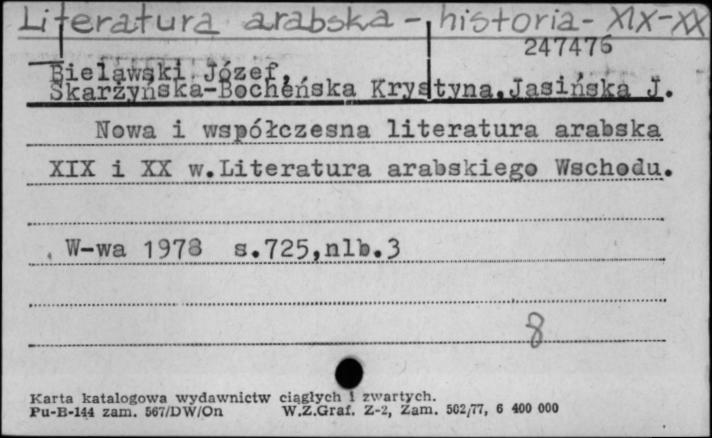 Literatura arabska - historia - XIX-XX
247476
Bielawski Józef,
Skarżyńska-Bocheńska Krystyna,Jasińska J.
Nowa i współczesna literatura arabska
XIX i XX w.Literatura arabskiego Wschodu.
W-wa 1978 s.725,nlb.3
8
Karta katalogowa wydawnictw ciągłych i zwartych.
Pu-B-144 zam. 567/DW/On W.Z.Graf. Z-2, Zam. 502/77, 6 400 000